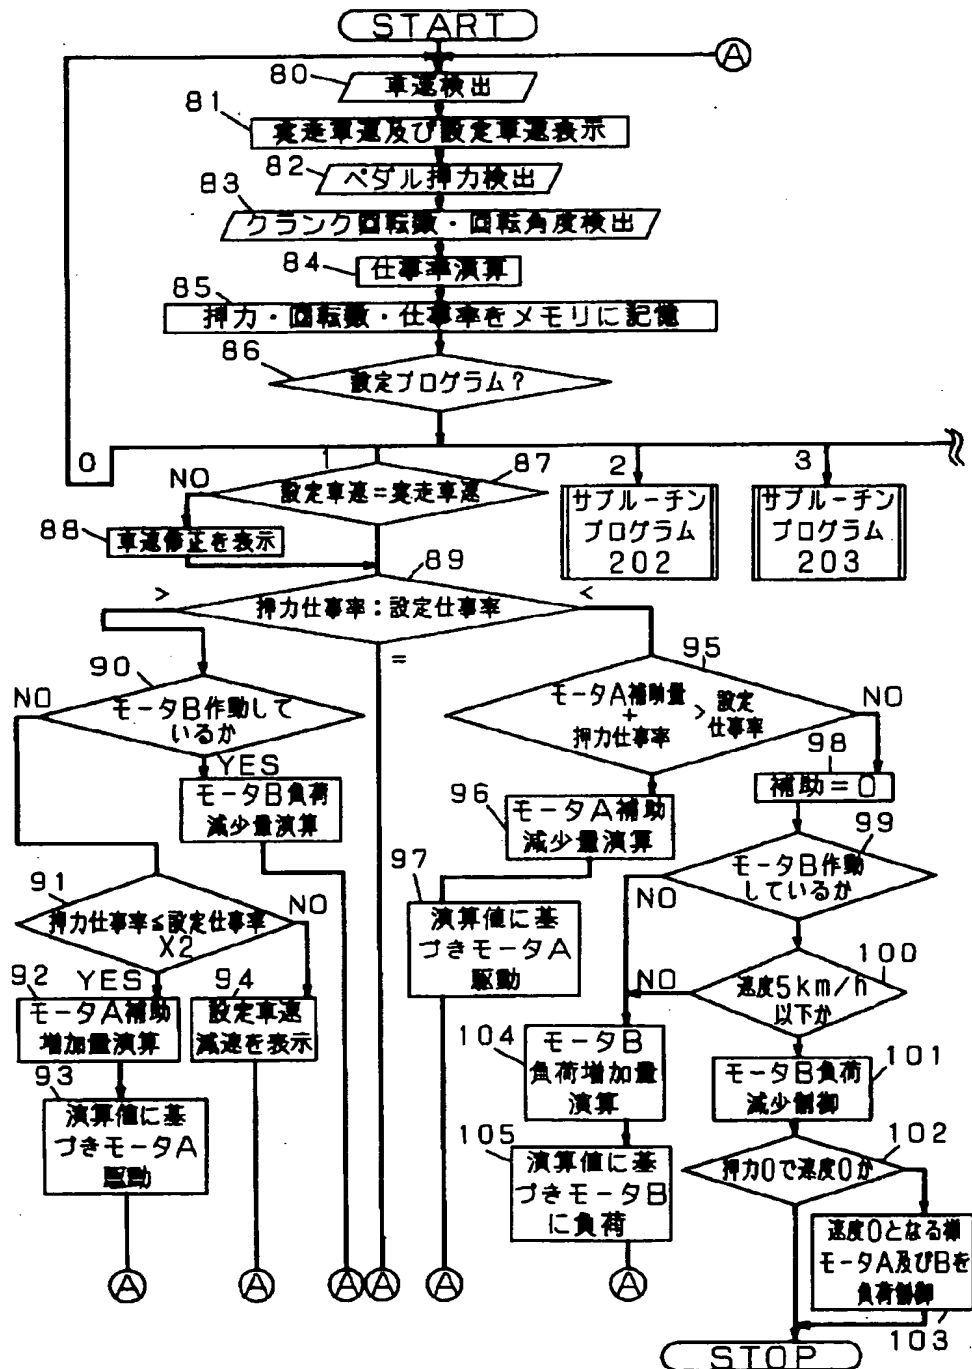 START
A
80
車速検出
81
実走車速及び設定車速表示
82
ペダル押力検出
83
クランク回転数・回転角度検出
84
仕事率演算
85
押力・回転数・仕事率をメモリに記憶
86
設定プログラム?
0
1
2
3
87
設定車速=実走車速
NO
サブルーチン
プログラム
202
サブルーチン
プログラム
203
88
車速修正を表示
89
押力仕事率:設定仕事率
>
<
=
90
モータB作動して
いるか
NO
YES
モータB負荷
減少量演算
91
押力仕事率≦設定仕事率
X2
NO
YES
92
モータA補助
増加量演算
93
演算値に基
づきモータA
駆動
94
設定車速
減速を表示
95
モータA補助量
+
押力仕事率
>
設定
仕事率
NO
96
モータA補助
減少量演算
97
演算値に基
づきモータA
駆動
98
補助=0
99
モータB作動
しているか
NO
100
速度5km/h
以下か
NO
101
モータB負荷
減少制御
102
押力0で速度0か
104
モータB
負荷増加量
演算
105
演算値に基
づきモータB
に負荷
速度0となる様
モータA及びBを
負荷制御
103
A
A
A
A
A
A
STOP